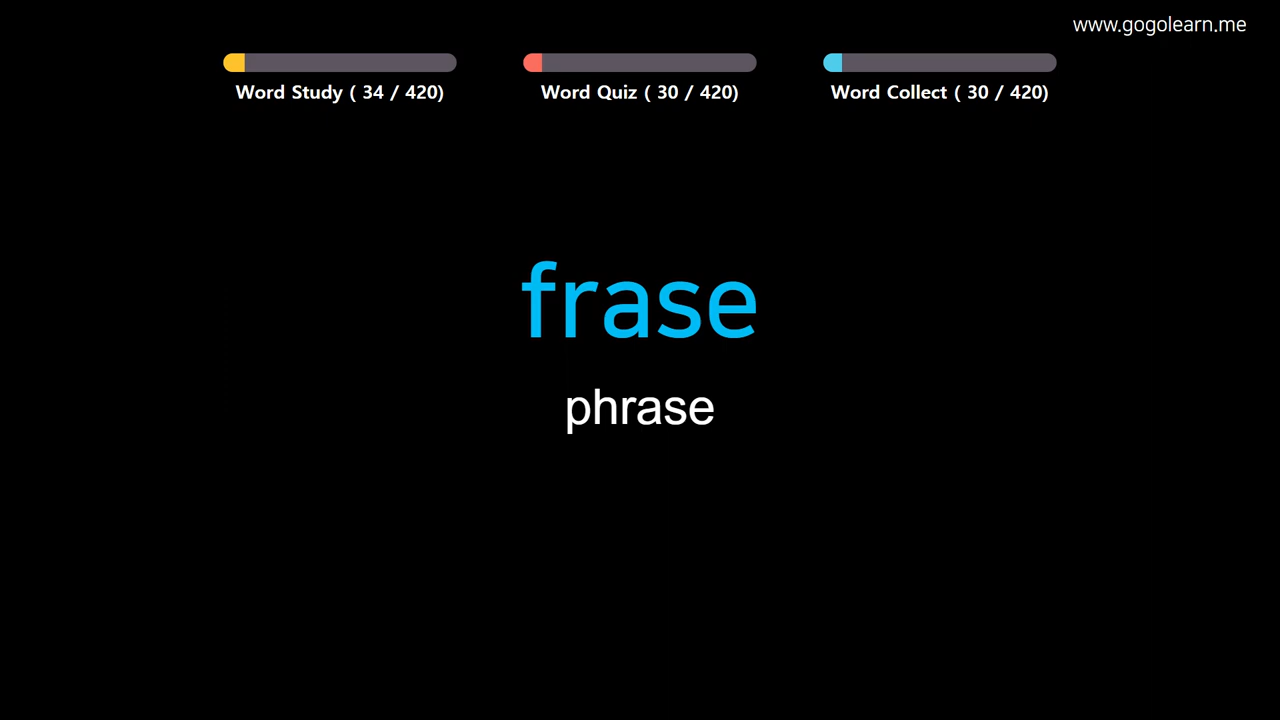 www.gogolearn.me
Word Study ( 34 / 420)
Word Quiz ( 30 / 420)
Word Collect ( 30 / 420)
frase
phrase